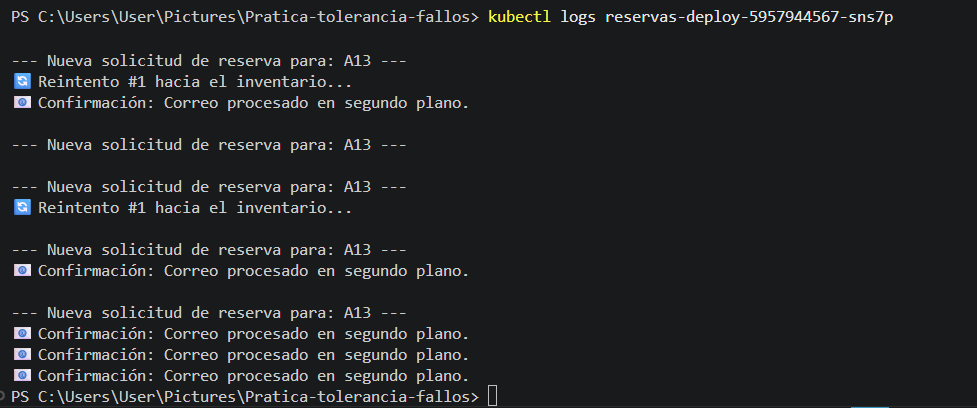 PS C:\Users\User\Pictures\Pratica-tolerancia-fallos> kubectl logs reservas-deploy-5957944567-sns7p
--- Nueva solicitud de reserva para: A13 ---
🔄 Reintento #1 hacia el inventario...
📧 Confirmación: Correo procesado en segundo plano.
--- Nueva solicitud de reserva para: A13 ---
--- Nueva solicitud de reserva para: A13 ---
🔄 Reintento #1 hacia el inventario...
--- Nueva solicitud de reserva para: A13 ---
📧 Confirmación: Correo procesado en segundo plano.
--- Nueva solicitud de reserva para: A13 ---
📧 Confirmación: Correo procesado en segundo plano.
📧 Confirmación: Correo procesado en segundo plano.
📧 Confirmación: Correo procesado en segundo plano.
PS C:\Users\User\Pictures\Pratica-tolerancia-fallos>